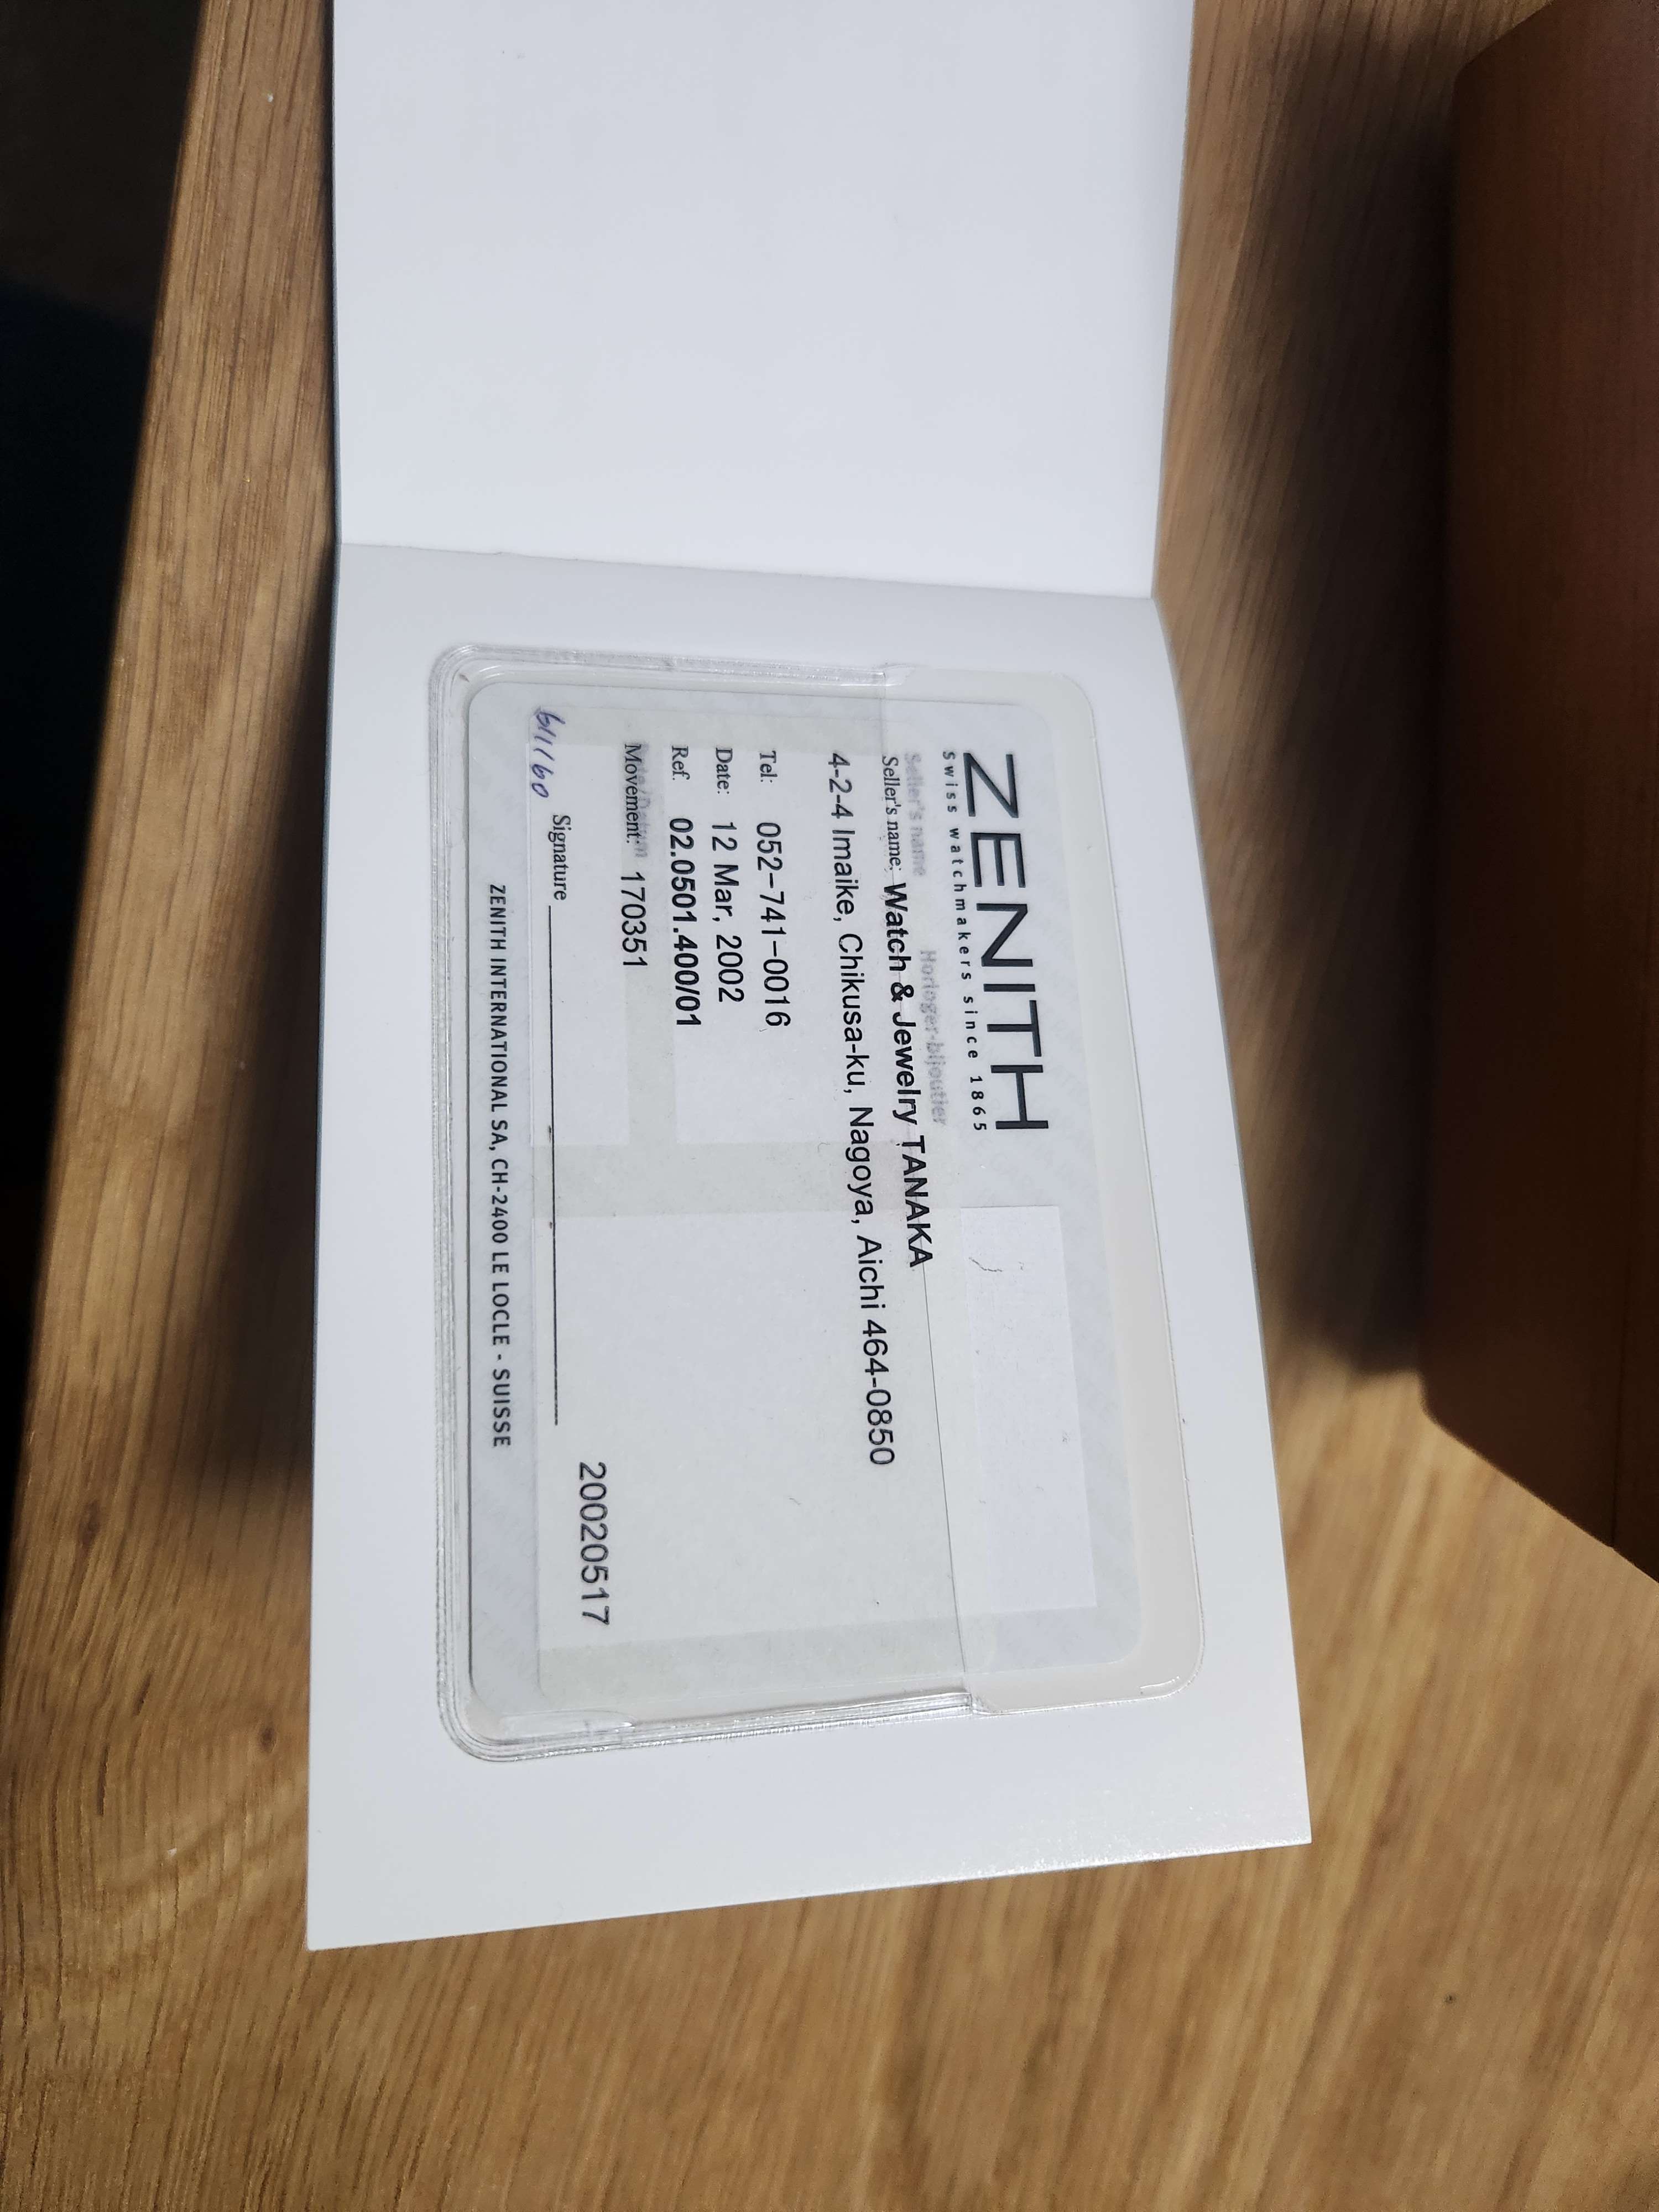 ZENITH
swiss watchmakers since 1865
Seller's name Horloger-bijoutier
Seller's name: Watch & Jewelry TANAKA
4-2-4 Imaike, Chikusa-ku, Nagoya, Aichi 464-0850
Tel: 052-741-0016
Date: 12 Mar, 2002
Ref. 02.0501.400/01
Movement: 170351
20020517
Signature
ZENITH INTERNATIONAL SA, CH-2400 LE LOCLE - SUISSE